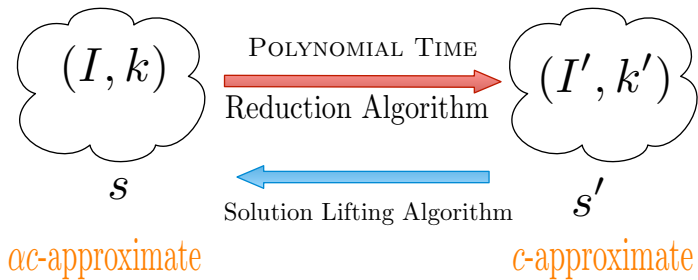 POLYNOMIAL TIME
(I, k)
(I′, k′)
Reduction Algorithm
s
s′
Solution Lifting Algorithm
αc-approximate
c-approximate